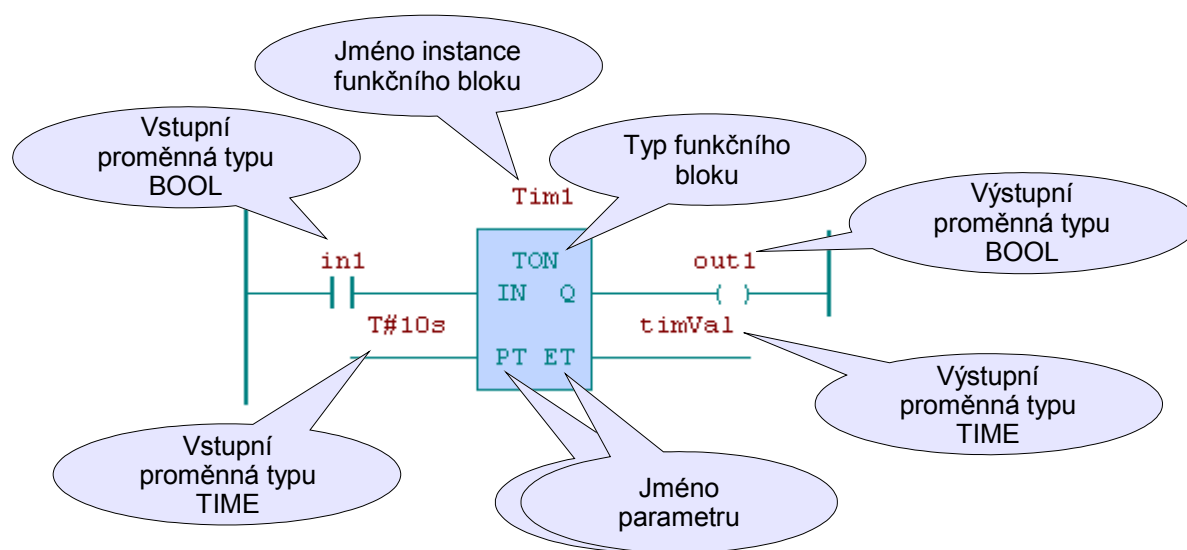 Jméno instance
funkčního bloku
Vstupní
proměnná typu
BOOL
Typ funkčního
bloku
Výstupní
proměnná typu
BOOL
Tim1
in1
TON
out1
IN Q
T#10s
timVal
PT ET
Výstupní
proměnná typu
TIME
Vstupní
proměnná typu
TIME
Jméno
parametru